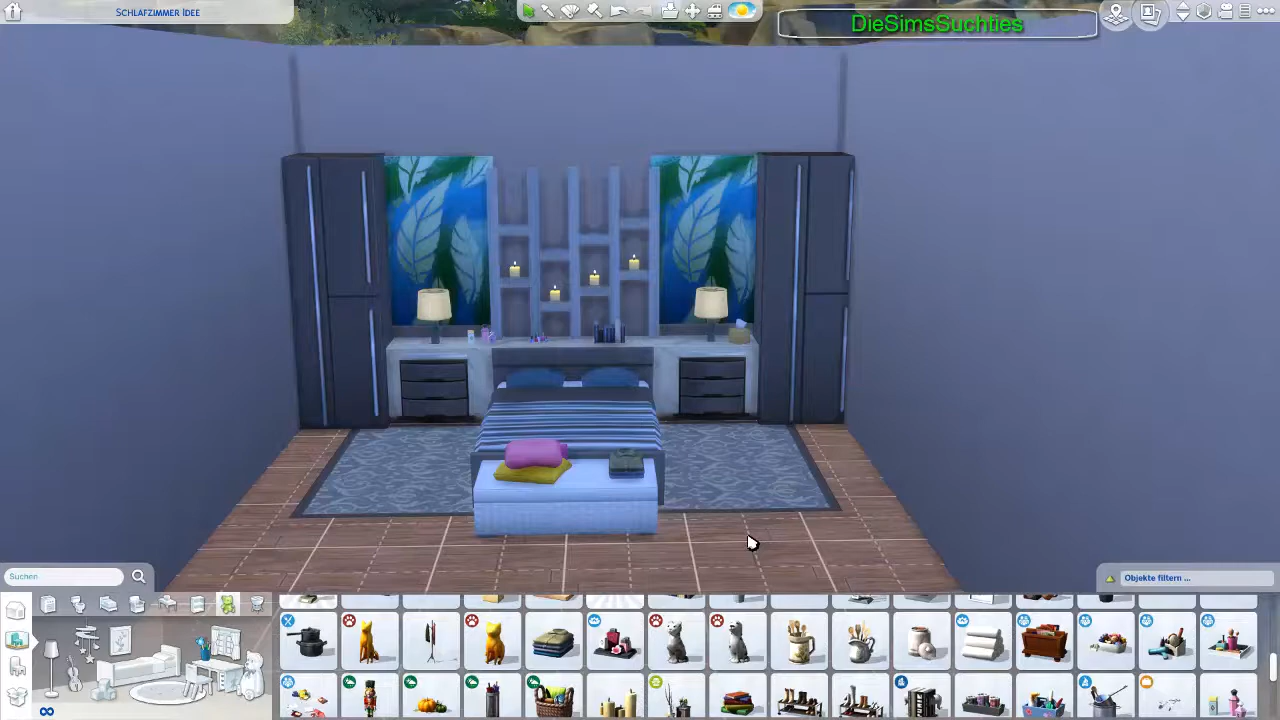 Schlafzimmer Idee
DieSimsSuchties
Suchen
Objekte filtern ...